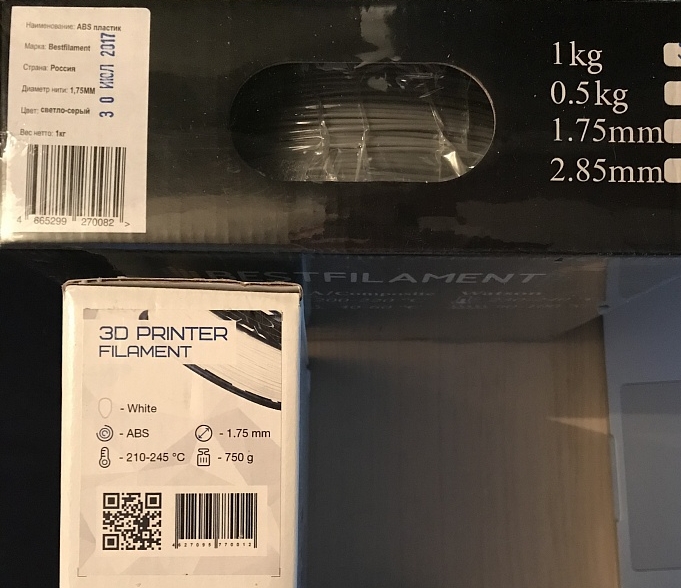 Наименование: ABS пластик
Марка: Bestfilament
Страна: Россия
Диаметр нити: 1,75ММ
Цвет: светло-серый
Вес нетто: 1кг
30 ИЮЛ 2017
4 665299 270082 >
1kg
0.5kg
1.75mm
2.85mm
BESTFILAMENT
3D PRINTER
FILAMENT
- White
- ABS
- 1.75 mm
- 210-245 °C
- 750 g
4627095770012